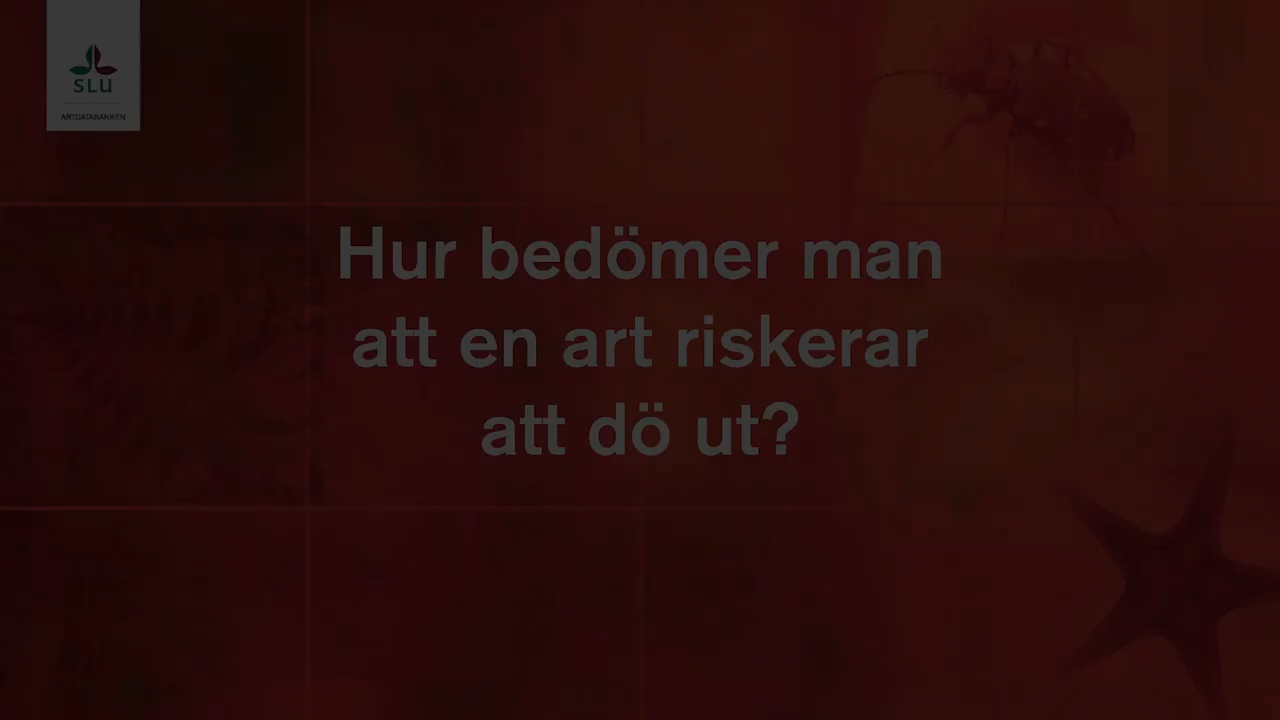 SLU
ARTDATABANKEN
Hur bedömer man
att en art riskerar
att dö ut?